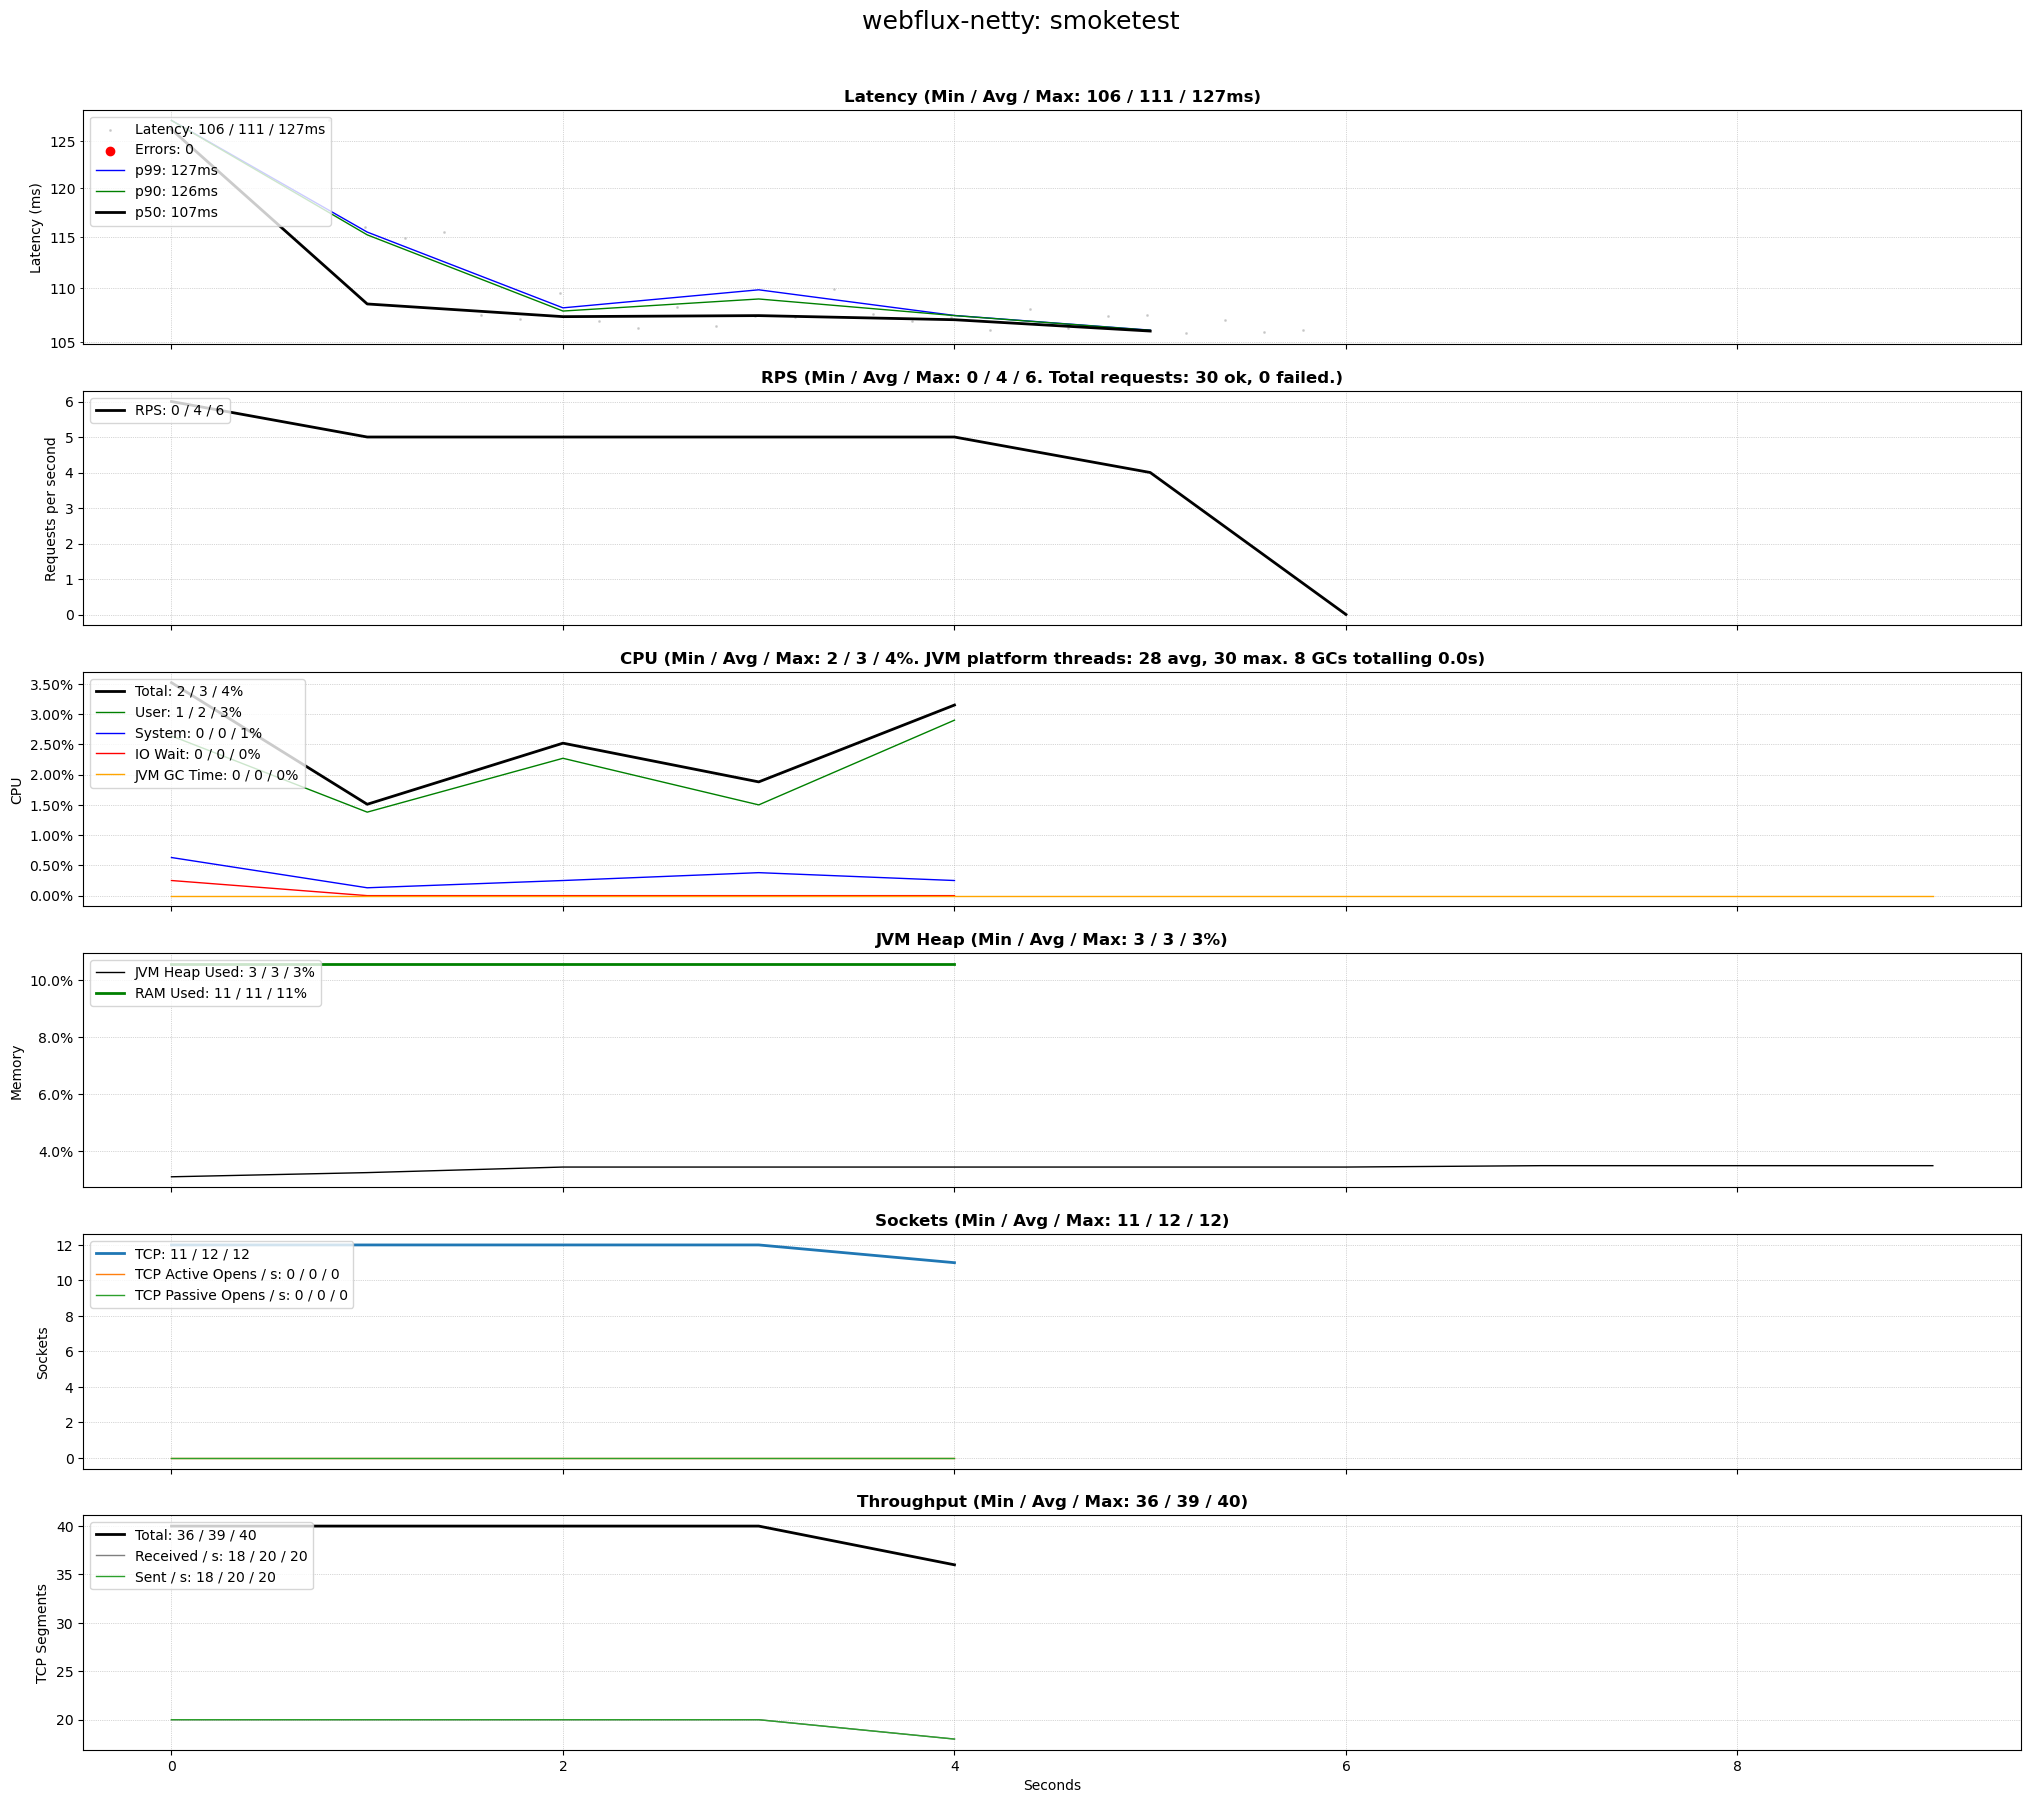 webflux-netty: smoketest
Latency (Min / Avg / Max: 106 / 111 / 127ms)
Latency: 106 / 111 / 127ms
Errors: 0
p99: 127ms
p90: 126ms
p50: 107ms
Latency (ms)
125
120
115
110
105
RPS (Min / Avg / Max: 0 / 4 / 6. Total requests: 30 ok, 0 failed.)
RPS: 0 / 4 / 6
Requests per second
6
5
4
3
2
1
0
CPU (Min / Avg / Max: 2 / 3 / 4%. JVM platform threads: 28 avg, 30 max. 8 GCs totalling 0.0s)
Total: 2 / 3 / 4%
User: 1 / 2 / 3%
System: 0 / 0 / 1%
IO Wait: 0 / 0 / 0%
JVM GC Time: 0 / 0 / 0%
CPU
3.50%
3.00%
2.50%
2.00%
1.50%
1.00%
0.50%
0.00%
JVM Heap (Min / Avg / Max: 3 / 3 / 3%)
JVM Heap Used: 3 / 3 / 3%
RAM Used: 11 / 11 / 11%
Memory
10.0%
8.0%
6.0%
4.0%
Sockets (Min / Avg / Max: 11 / 12 / 12)
TCP: 11 / 12 / 12
TCP Active Opens / s: 0 / 0 / 0
TCP Passive Opens / s: 0 / 0 / 0
Sockets
12
10
8
6
4
2
0
Throughput (Min / Avg / Max: 36 / 39 / 40)
Total: 36 / 39 / 40
Received / s: 18 / 20 / 20
Sent / s: 18 / 20 / 20
TCP Segments
40
35
30
25
20
0
2
4
6
8
Seconds